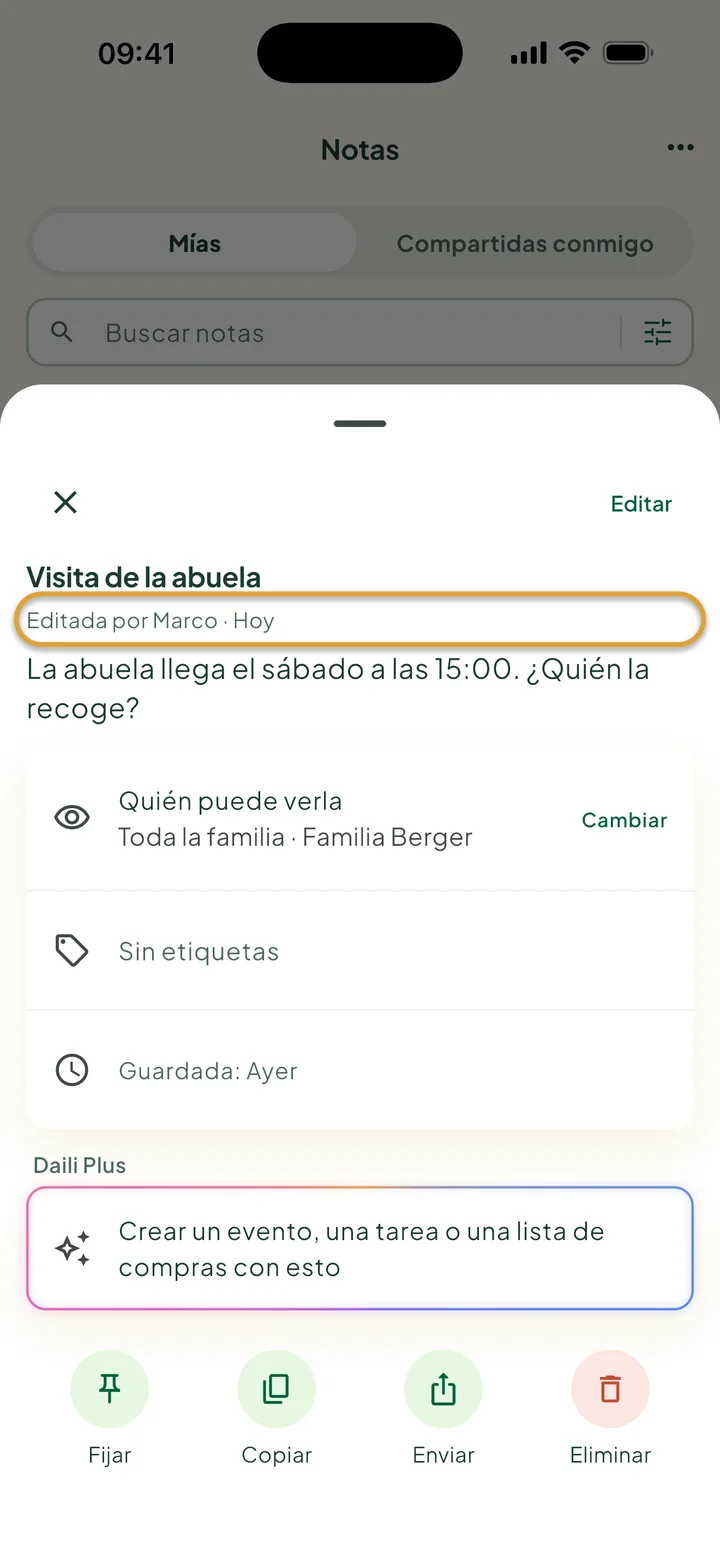 09:41
Notas
Mías
Compartidas conmigo
Buscar notas
Editar
Visita de la abuela
Editada por Marco · Hoy
La abuela llega el sábado a las 15:00. ¿Quién la
recoge?
Quién puede verla
Toda la familia · Familia Berger
Cambiar
Sin etiquetas
Guardada: Ayer
Daili Plus
Crear un evento, una tarea o una lista de
compras con esto
Fijar
Copiar
Enviar
Eliminar